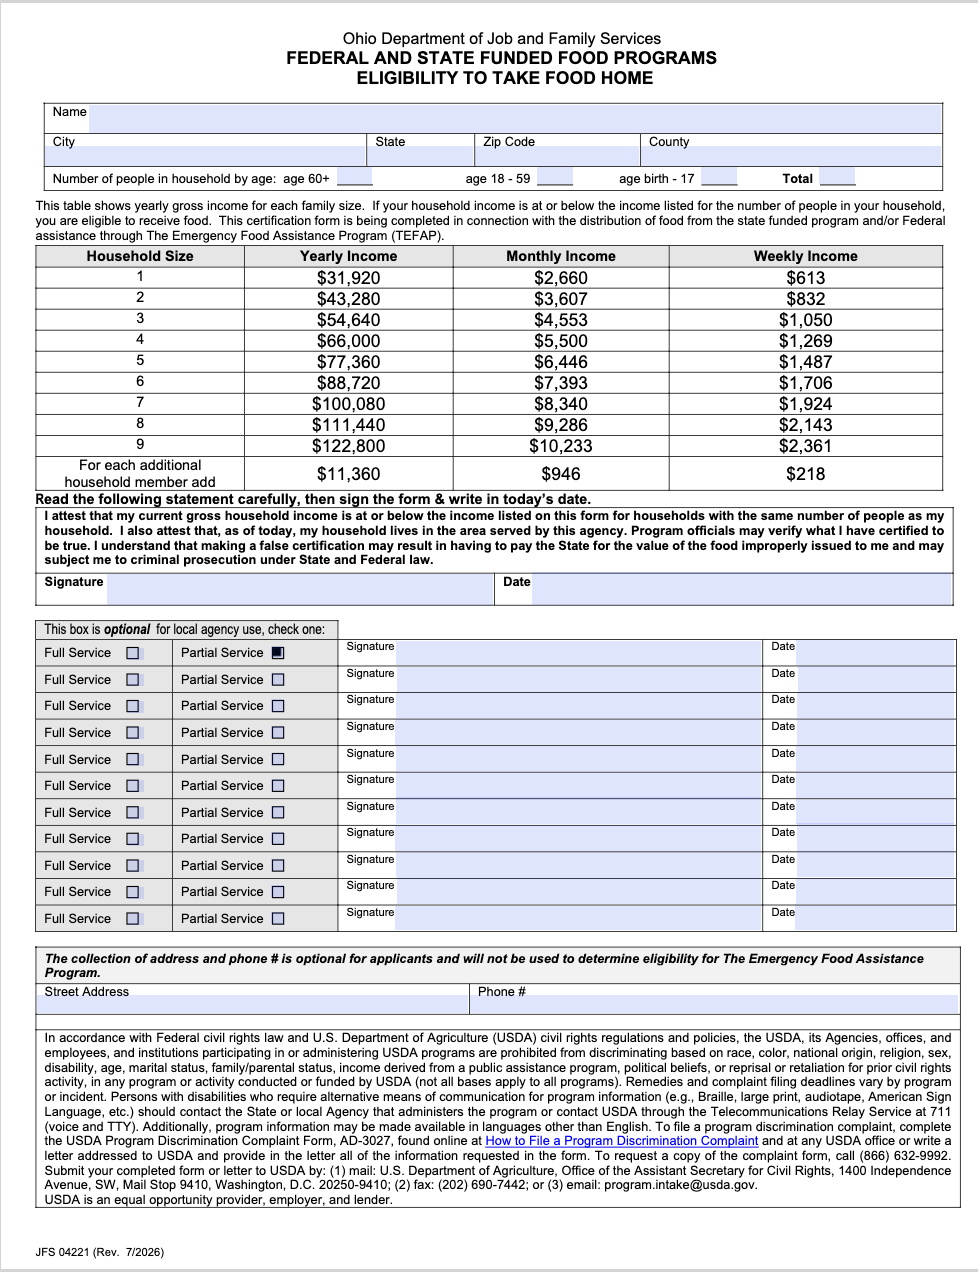 Ohio Department of Job and Family Services
FEDERAL AND STATE FUNDED FOOD PROGRAMS
ELIGIBILITY TO TAKE FOOD HOME
Name
City State Zip Code County
Number of people in household by age: age 60+ age 18 - 59 age birth - 17 Total
This table shows yearly gross income for each family size. If your household income is at or below the income listed for the number of people in your household,
you are eligible to receive food. This certification form is being completed in connection with the distribution of food from the state funded program and/or Federal
assistance through The Emergency Food Assistance Program (TEFAP).
Household Size Yearly Income Monthly Income Weekly Income
1 $31,920 $2,660 $613
2 $43,280 $3,607 $832
3 $54,640 $4,553 $1,050
4 $66,000 $5,500 $1,269
5 $77,360 $6,446 $1,487
6 $88,720 $7,393 $1,706
7 $100,080 $8,340 $1,924
8 $111,440 $9,286 $2,143
9 $122,800 $10,233 $2,361
For each additional
household member add $11,360 $946 $218
Read the following statement carefully, then sign the form & write in today's date.
I attest that my current gross household income is at or below the income listed on this form for households with the same number of people as my
household. I also attest that, as of today, my household lives in the area served by this agency. Program officials may verify what I have certified to
be true. I understand that making a false certification may result in having to pay the State for the value of the food improperly issued to me and may
subject me to criminal prosecution under State and Federal law.
Signature Date
This box is optional for local agency use, check one:
Full Service Partial Service Signature Date
Full Service Partial Service Signature Date
Full Service Partial Service Signature Date
Full Service Partial Service Signature Date
Full Service Partial Service Signature Date
Full Service Partial Service Signature Date
Full Service Partial Service Signature Date
Full Service Partial Service Signature Date
Full Service Partial Service Signature Date
Full Service Partial Service Signature Date
Full Service Partial Service Signature Date
The collection of address and phone # is optional for applicants and will not be used to determine eligibility for The Emergency Food Assistance
Program.
Street Address Phone #
In accordance with Federal civil rights law and U.S. Department of Agriculture (USDA) civil rights regulations and policies, the USDA, its Agencies, offices, and
employees, and institutions participating in or administering USDA programs are prohibited from discriminating based on race, color, national origin, religion, sex,
disability, age, marital status, family/parental status, income derived from a public assistance program, political beliefs, or reprisal or retaliation for prior civil rights
activity, in any program or activity conducted or funded by USDA (not all bases apply to all programs). Remedies and complaint filing deadlines vary by program
or incident. Persons with disabilities who require alternative means of communication for program information (e.g., Braille, large print, audiotape, American Sign
Language, etc.) should contact the State or local Agency that administers the program or contact USDA through the Telecommunications Relay Service at 711
(voice and TTY). Additionally, program information may be made available in languages other than English. To file a program discrimination complaint, complete
the USDA Program Discrimination Complaint Form, AD-3027, found online at How to File a Program Discrimination Complaint and at any USDA office or write a
letter addressed to USDA and provide in the letter all of the information requested in the form. To request a copy of the complaint form, call (866) 632-9992.
Submit your completed form or letter to USDA by: (1) mail: U.S. Department of Agriculture, Office of the Assistant Secretary for Civil Rights, 1400 Independence
Avenue, SW, Mail Stop 9410, Washington, D.C. 20250-9410; (2) fax: (202) 690-7442; or (3) email: program.intake@usda.gov.
USDA is an equal opportunity provider, employer, and lender.
JFS 04221 (Rev. 7/2026)